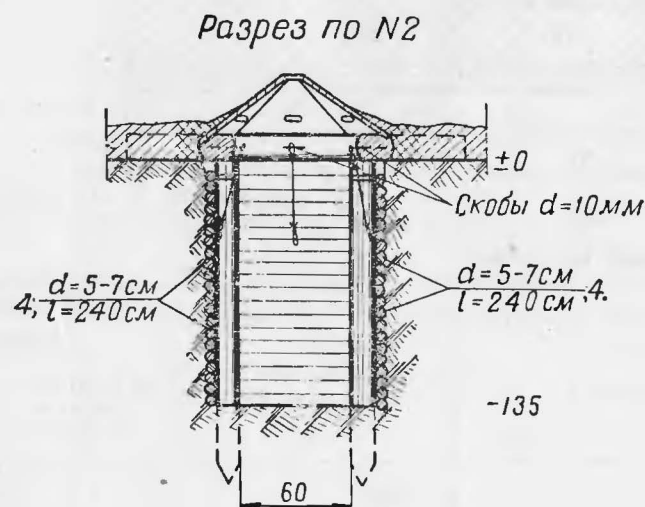 Разрез по N2
±0
Скобы d=10мм
4, d=5-7см
l=240см
d=5-7см 4.
l=240см
-135
60